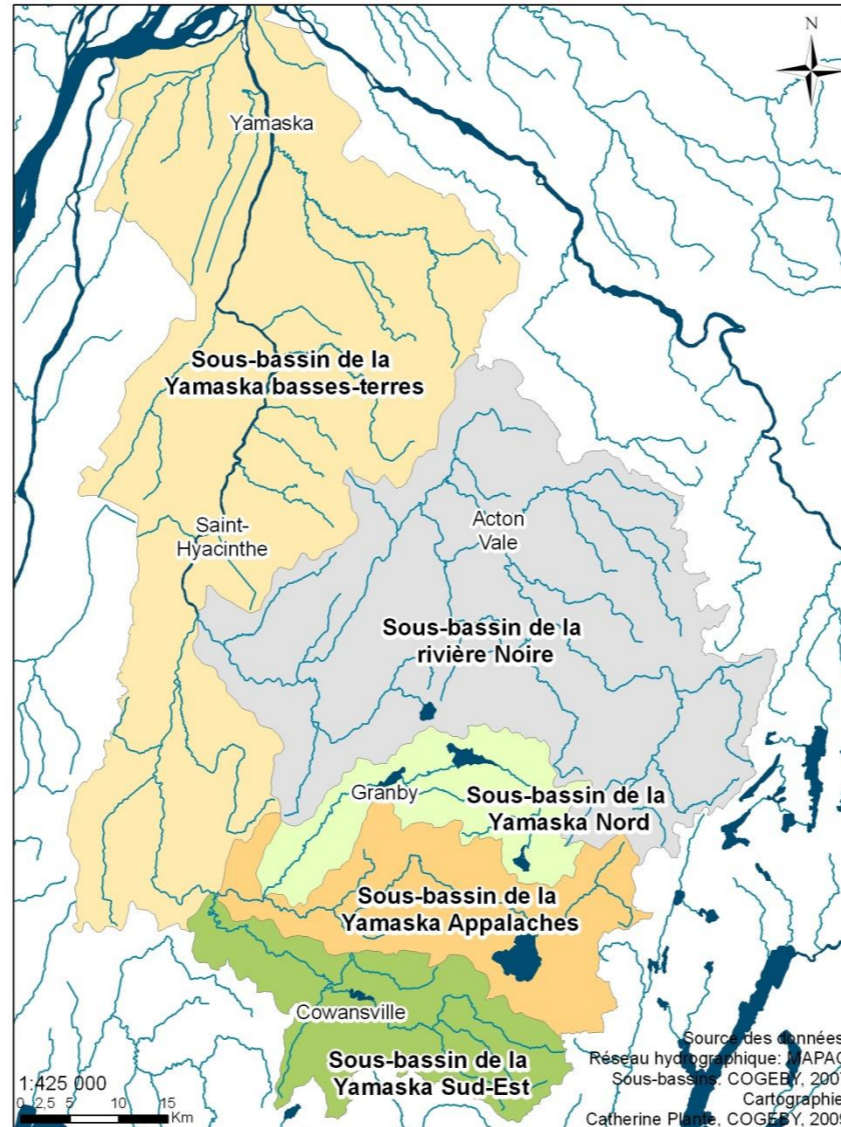 N
Yamaska
Sous-bassin de la
Yamaska basses-terres
Saint-
Hyacinthe
Acton
Vale
Sous-bassin de la
rivière Noire
Granby
Sous-bassin de la
Yamaska Nord
Sous-bassin de la
Yamaska Appalaches
Cowansville
Sous-bassin de la
Yamaska Sud-Est
1:425 000
0 2,5 5 10 15
Km
Source des données
Réseau hydrographique: MAPAQ
Sous-bassins: COGEBY, 200
Cartographie
Catherine Plante, COGEBY, 2009